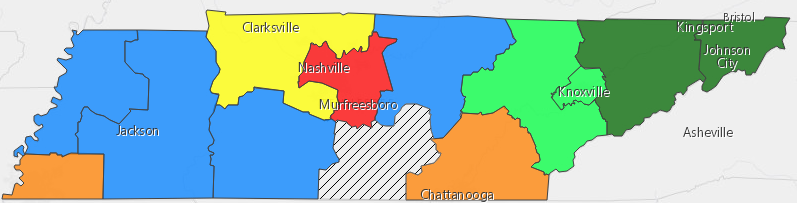 Bristol
Kingsport
Clarksville
Johnson
City
Nashville
Knoxville
Murfreesboro
Jackson
Asheville
Chattanooga